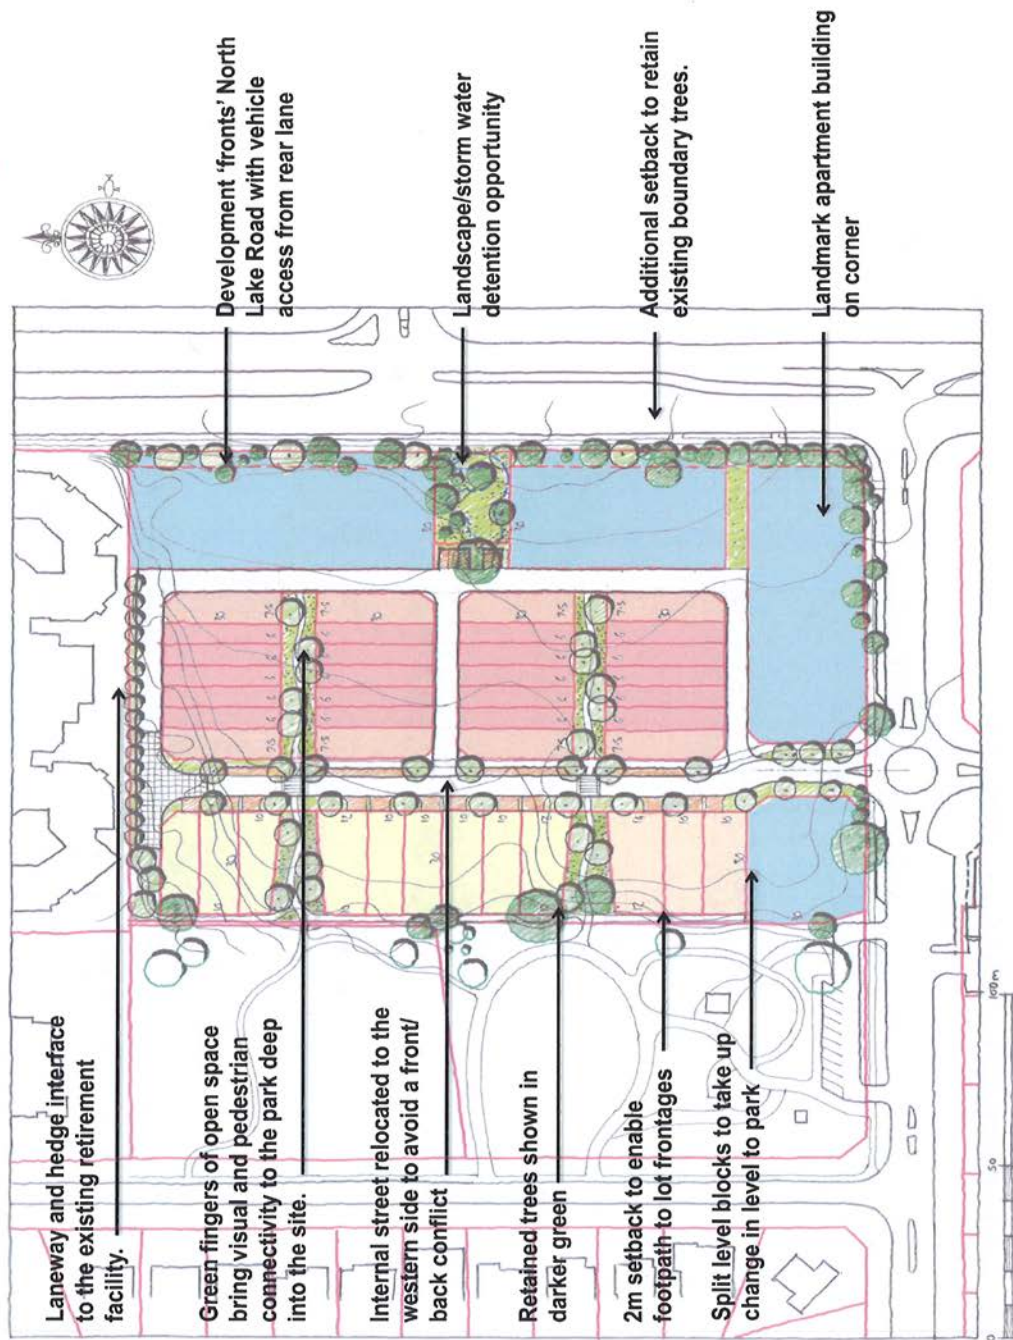 Laneway and hedge interface
to the existing retirement
facility.
Green fingers of open space
bring visual and pedestrian
connectivity to the park deep
into the site.
Internal street relocated to the
western side to avoid a front/
back conflict
Retained trees shown in
darker green
2m setback to enable
footpath to lot frontages
Split level blocks to take up
change in level to park
Development 'fronts' North
Lake Road with vehicle
access from rear lane
Landscape/storm water
detention opportunity
Additional setback to retain
existing boundary trees.
Landmark apartment building
on corner
0
50
100m